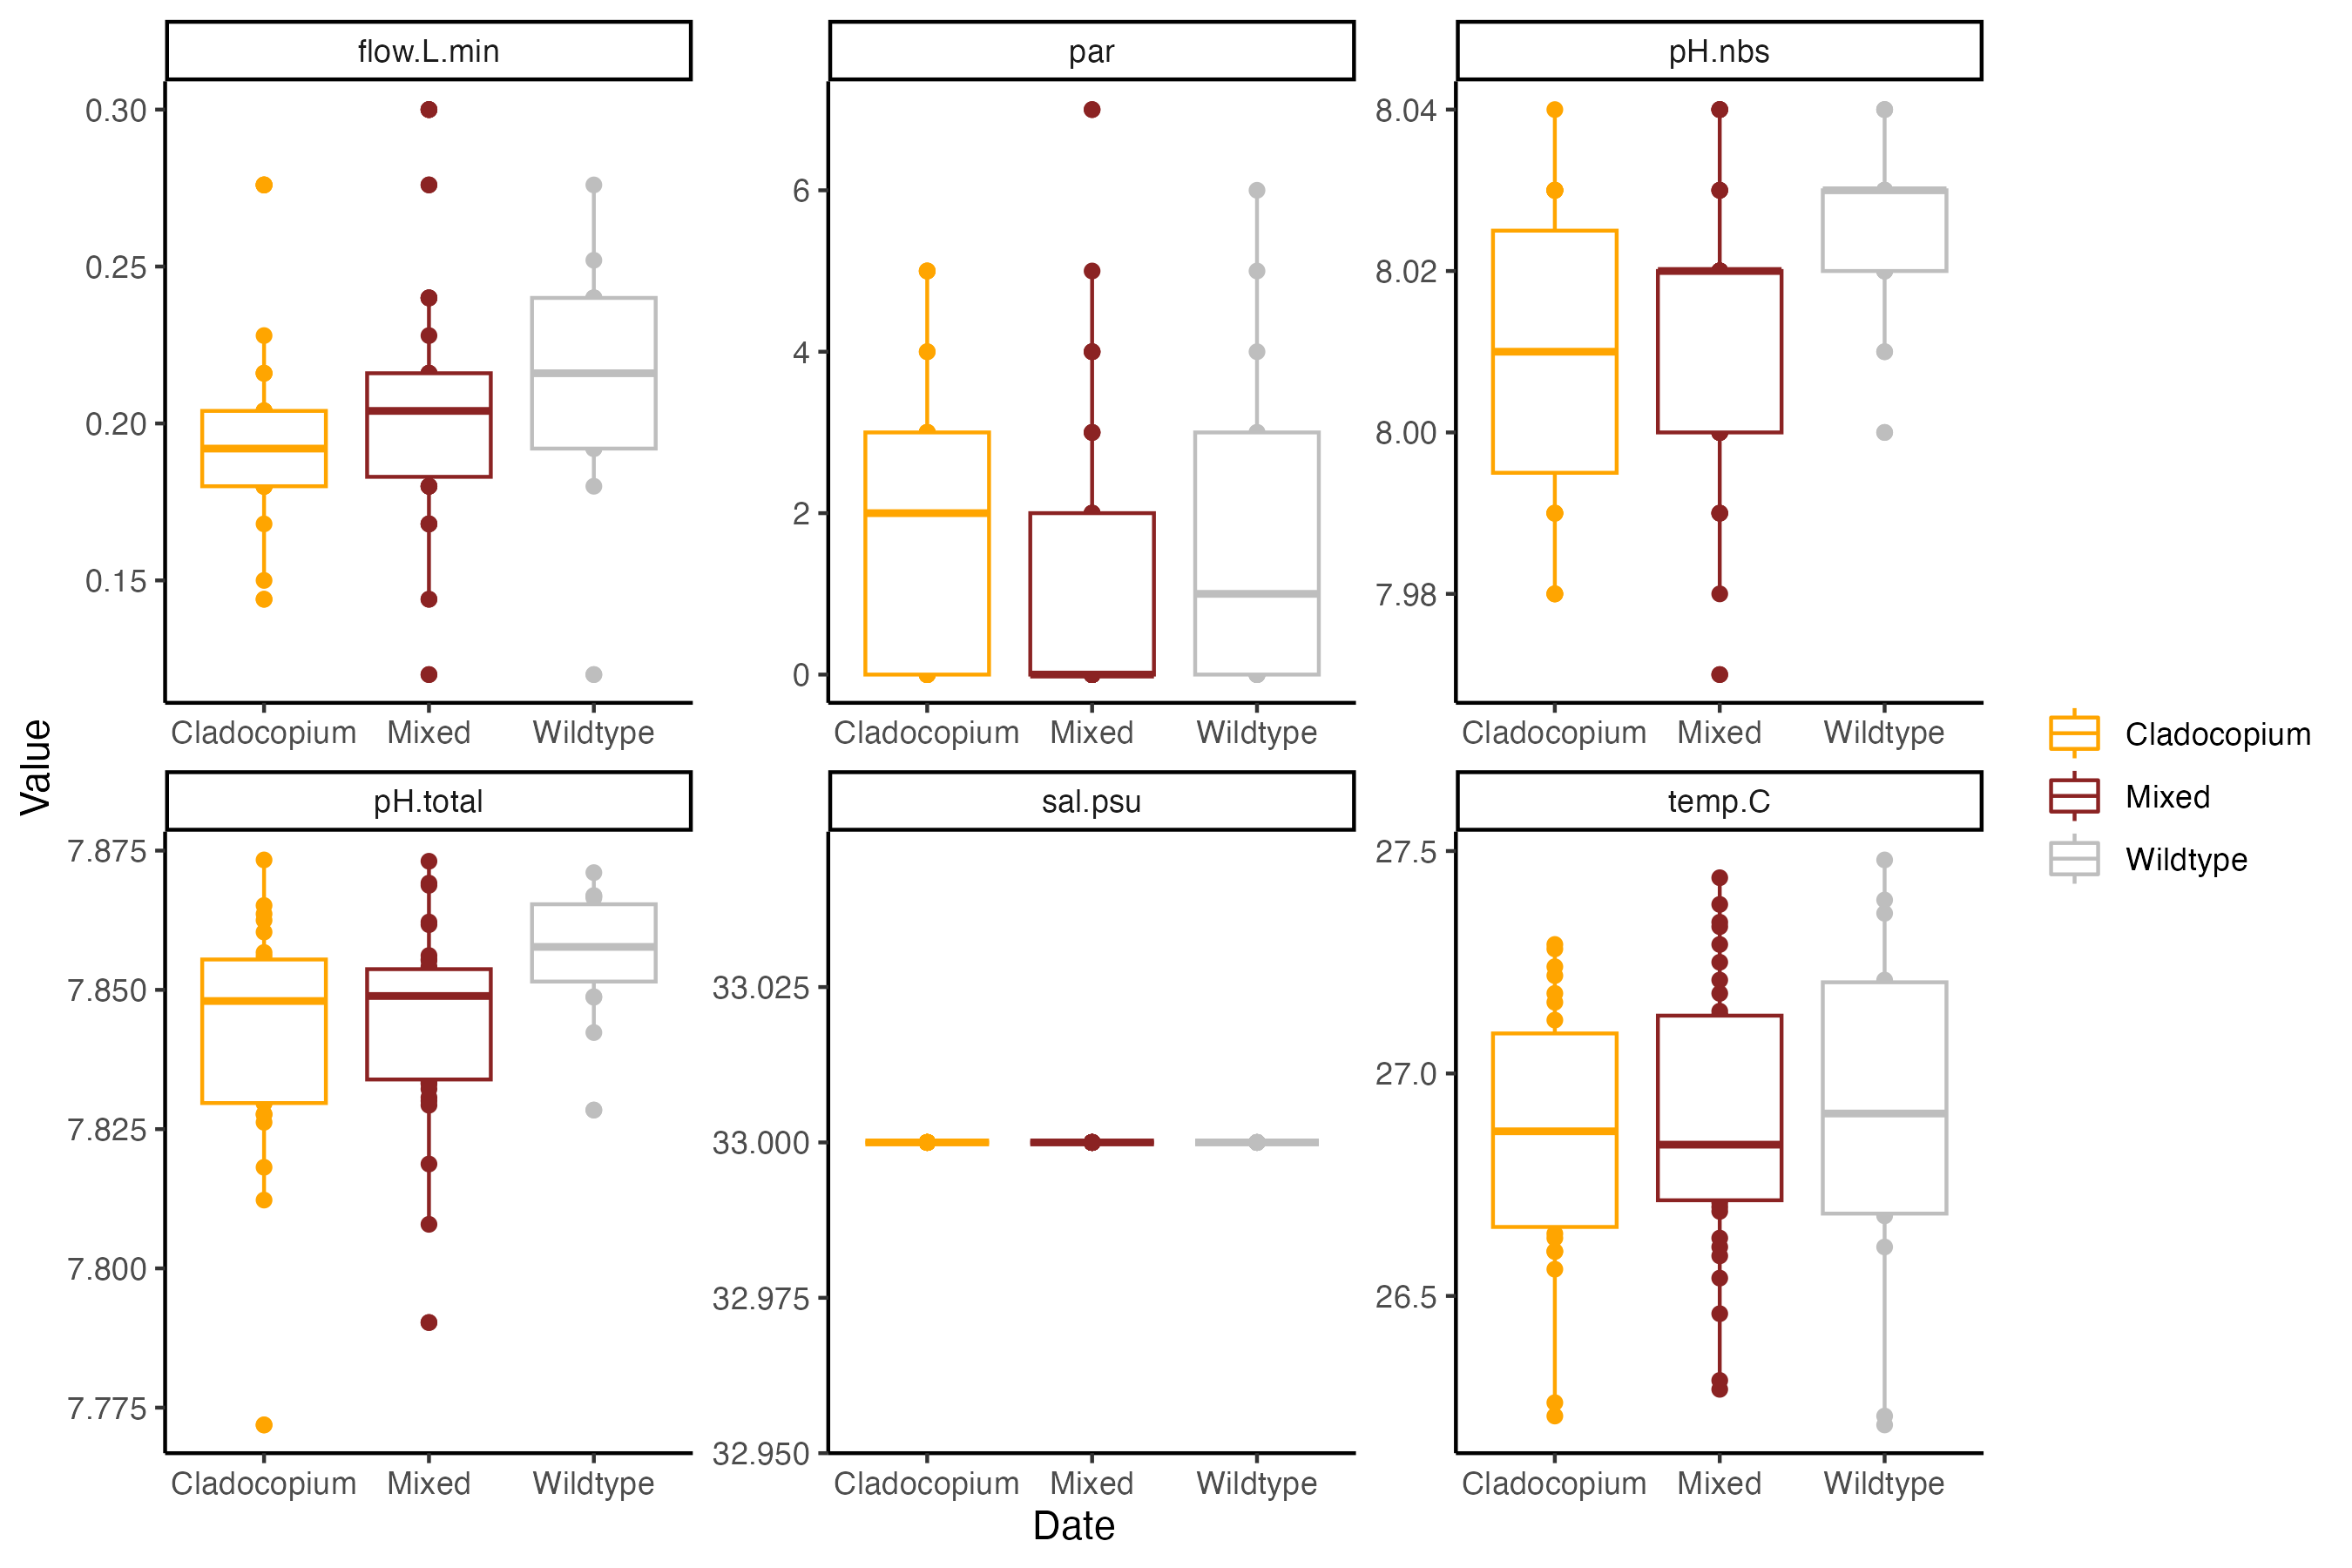 flow.L.min
par
pH.nbs
0.30
0.25
0.20
0.15
6
4
2
0
8.04
8.02
8.00
7.98
Cladocopium Mixed Wildtype
Cladocopium Mixed Wildtype
Cladocopium Mixed Wildtype
Value
pH.total
sal.psu
temp.C
7.875
7.850
7.825
7.800
7.775
33.025
33.000
32.975
32.950
27.5
27.0
26.5
Cladocopium Mixed Wildtype
Cladocopium Mixed Wildtype
Cladocopium Mixed Wildtype
Date
Cladocopium
Mixed
Wildtype